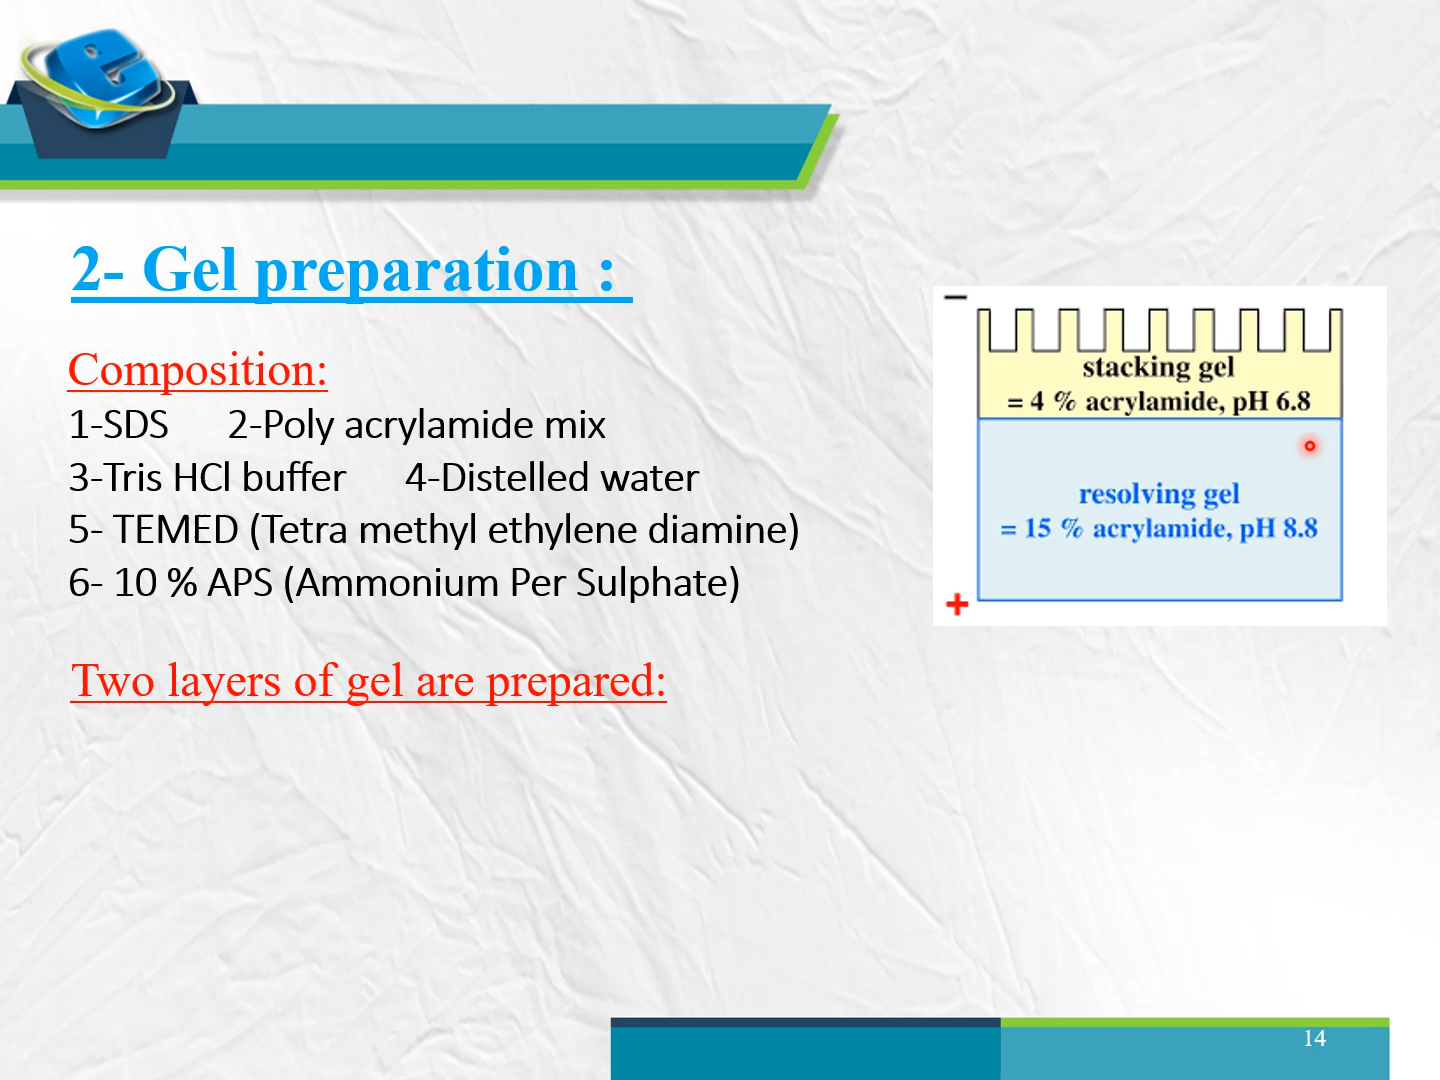 2- Gel preparation :
Composition:
1-SDS 2-Poly acrylamide mix
3-Tris HCl buffer 4-Distelled water
5- TEMED (Tetra methyl ethylene diamine)
6- 10 % APS (Ammonium Per Sulphate)
Two layers of gel are prepared:
–
stacking gel
= 4 % acrylamide, pH 6.8
resolving gel
= 15 % acrylamide, pH 8.8
+
14